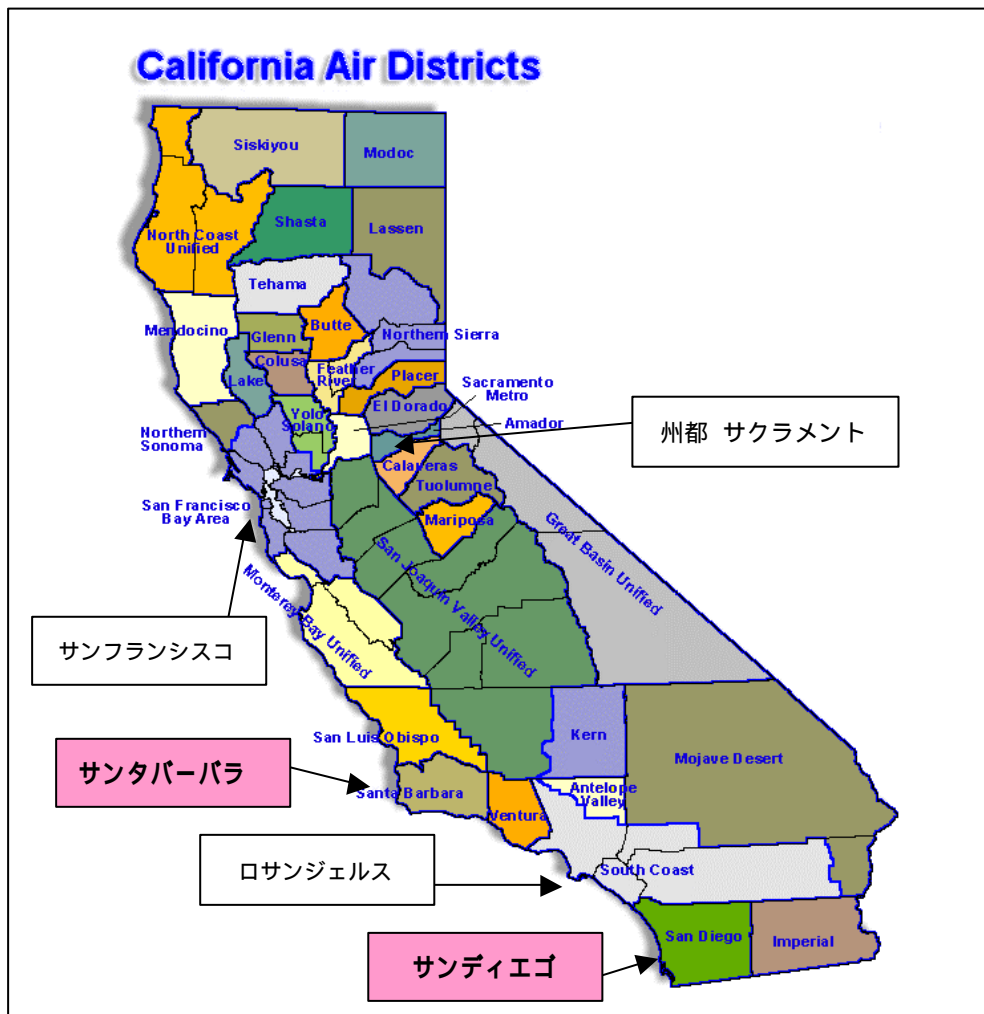 California Air Districts
Siskiyou
Modoc
North Coast
Unified
Shasta
Lassen
Tehama
Mendocino
Glenn
Butte
Northern Sierra
Colusa
Lake
Feather
River
Placer
Sacramento
Metro
El Dorado
Yolo
Solano
Amador
州都 サクラメント
Northern
Sonoma
Calaveras
Tuolumne
San Francisco
Bay Area
Mariposa
Great Basin Unified
San Joaquin Valley Unified
Monterey Bay Unified
サンフランシスコ
San Luis Obispo
Kern
Mojave Desert
サンタバーバラ
Santa Barbara
Ventura
Antelope
Valley
ロサンジェルス
South Coast
サンディエゴ
San Diego
Imperial